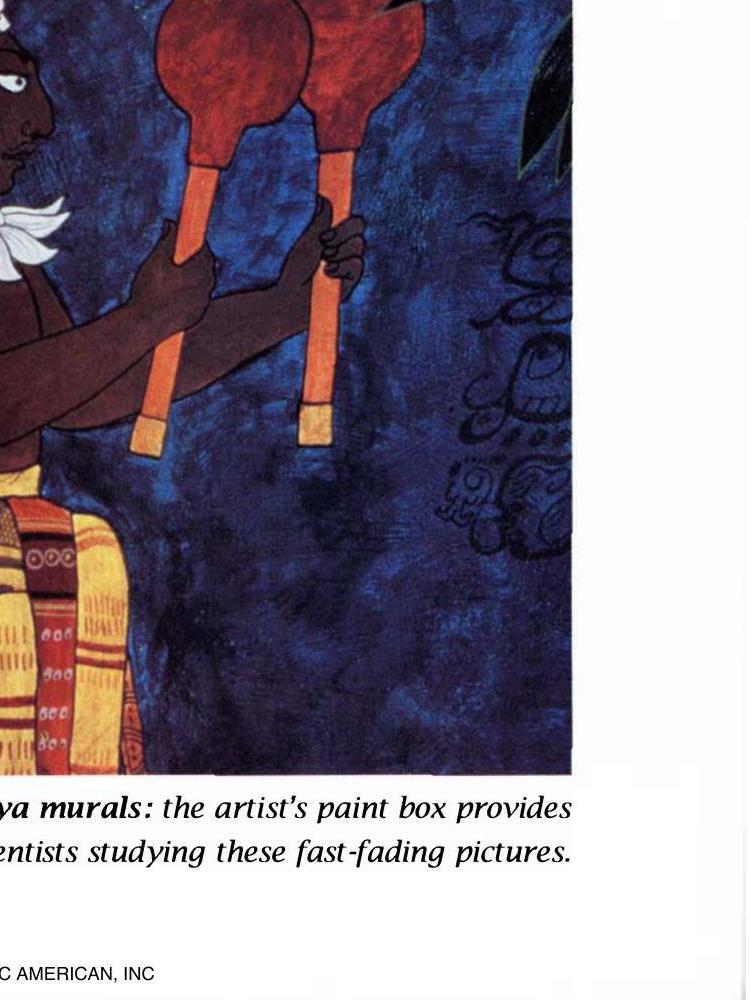 ya murals: the artist's paint box provides
entists studying these fast-fading pictures.
C AMERICAN, INC